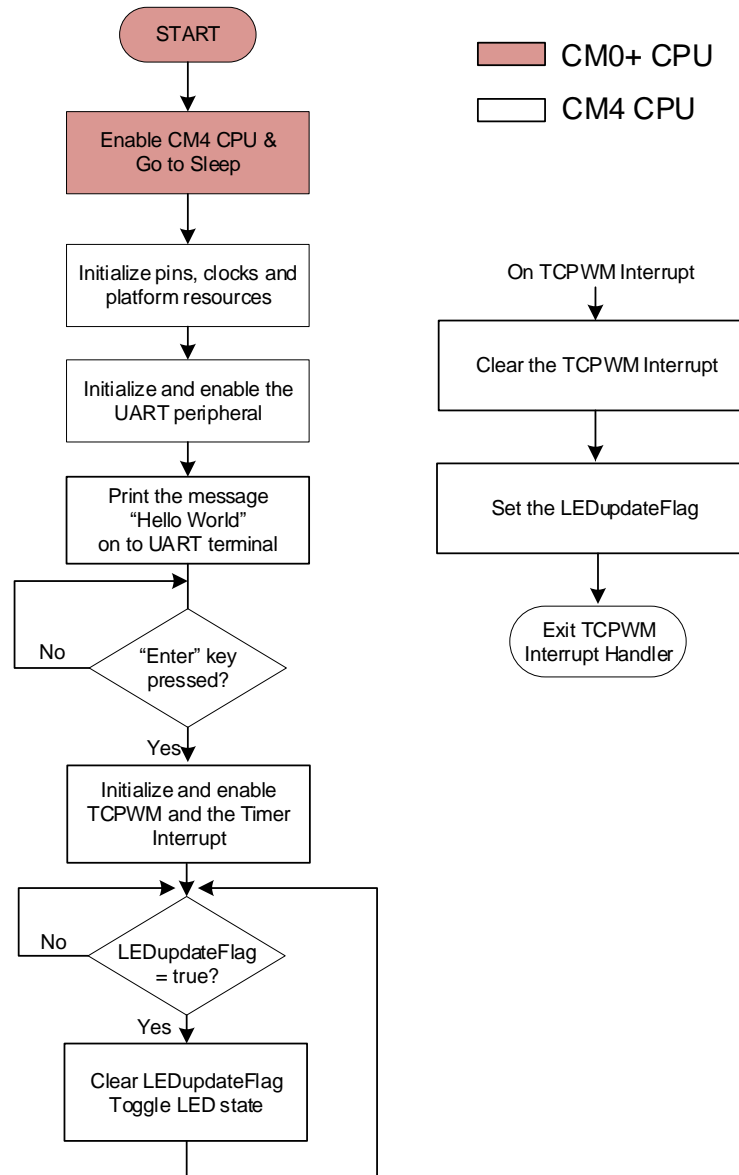 START
Enable CM4 CPU &
Go to Sleep
Initialize pins, clocks and
platform resources
Initialize and enable the
UART peripheral
Print the message
“Hello World”
on to UART terminal
No
“Enter” key
pressed?
Yes
Initialize and enable
TCPWM and the Timer
Interrupt
No
LEDupdateFlag
= true?
Yes
Clear LEDupdateFlag
Toggle LED state
CM0+ CPU
CM4 CPU
On TCPWM Interrupt
Clear the TCPWM Interrupt
Set the LEDupdateFlag
Exit TCPWM
Interrupt Handler